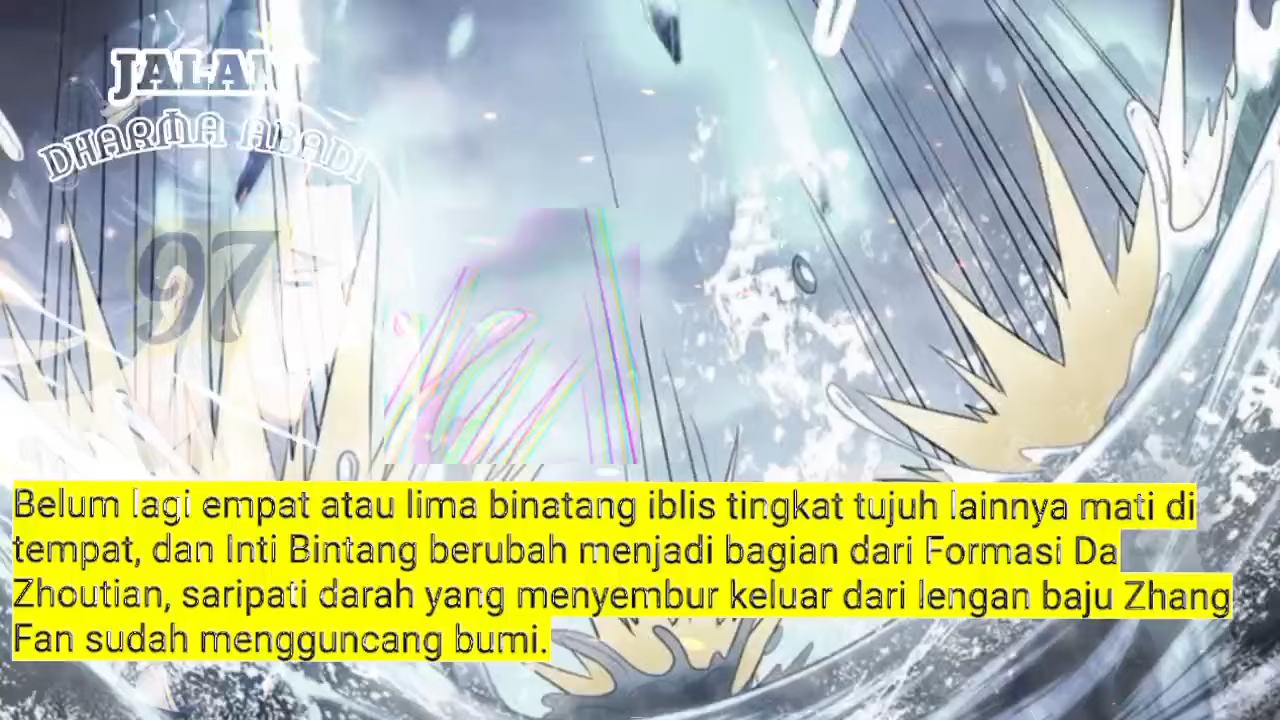 JALAN
DHARMA ABADI
97
Belum lagi empat atau lima binatang iblis tingkat tujuh lainnya mati di
tempat, dan Inti Bintang berubah menjadi bagian dari Formasi Da
Zhoutian, saripati darah yang menyembur keluar dari lengan baju Zhang
Fan sudah mengguncang bumi.